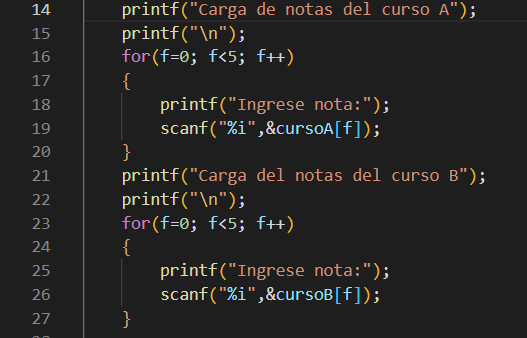 14 printf("Carga de notas del curso A");
15 printf("\n");
16 for(f=0; f<5; f++)
17 {
18 printf("Ingrese nota:");
19 scanf("%i",&cursoA[f]);
20 }
21 printf("Carga del notas del curso B");
22 printf("\n");
23 for(f=0; f<5; f++)
24 {
25 printf("Ingrese nota:");
26 scanf("%i",&cursoB[f]);
27 }